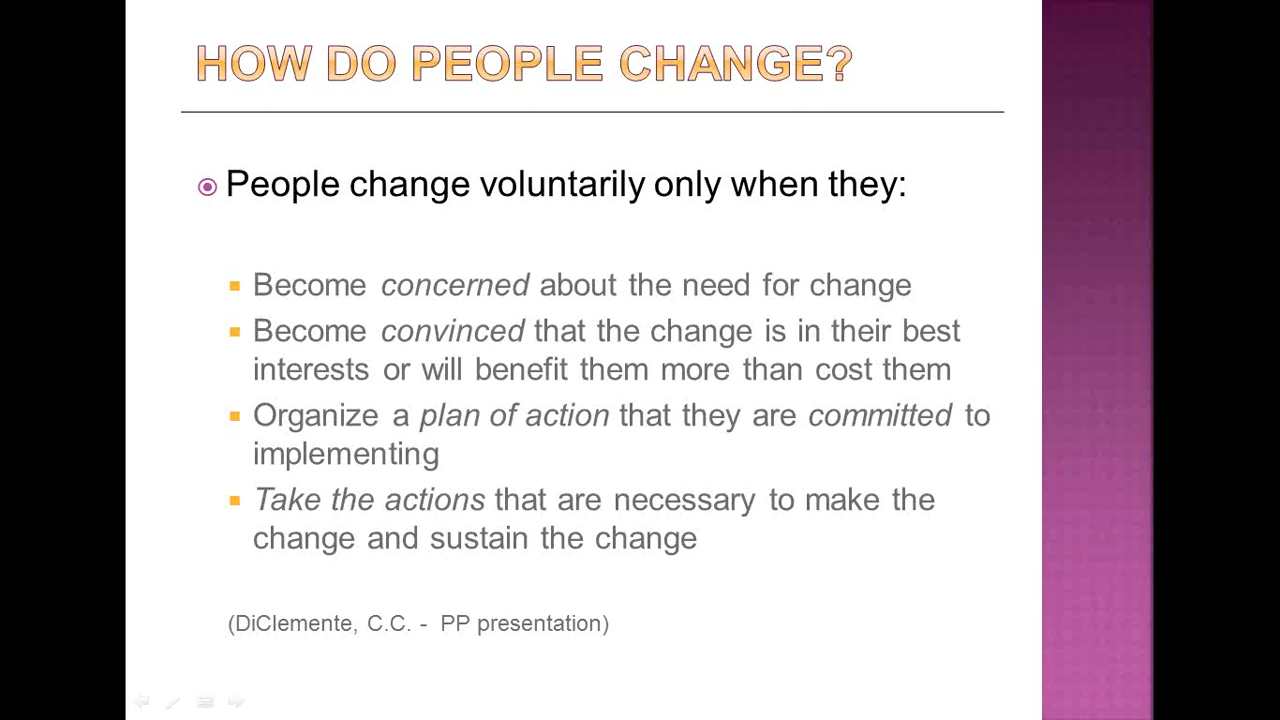 HOW DO PEOPLE CHANGE?
People change voluntarily only when they:
Become concerned about the need for change
Become convinced that the change is in their best
interests or will benefit them more than cost them
Organize a plan of action that they are committed to
implementing
Take the actions that are necessary to make the
change and sustain the change
(DiClemente, C.C. - PP presentation)